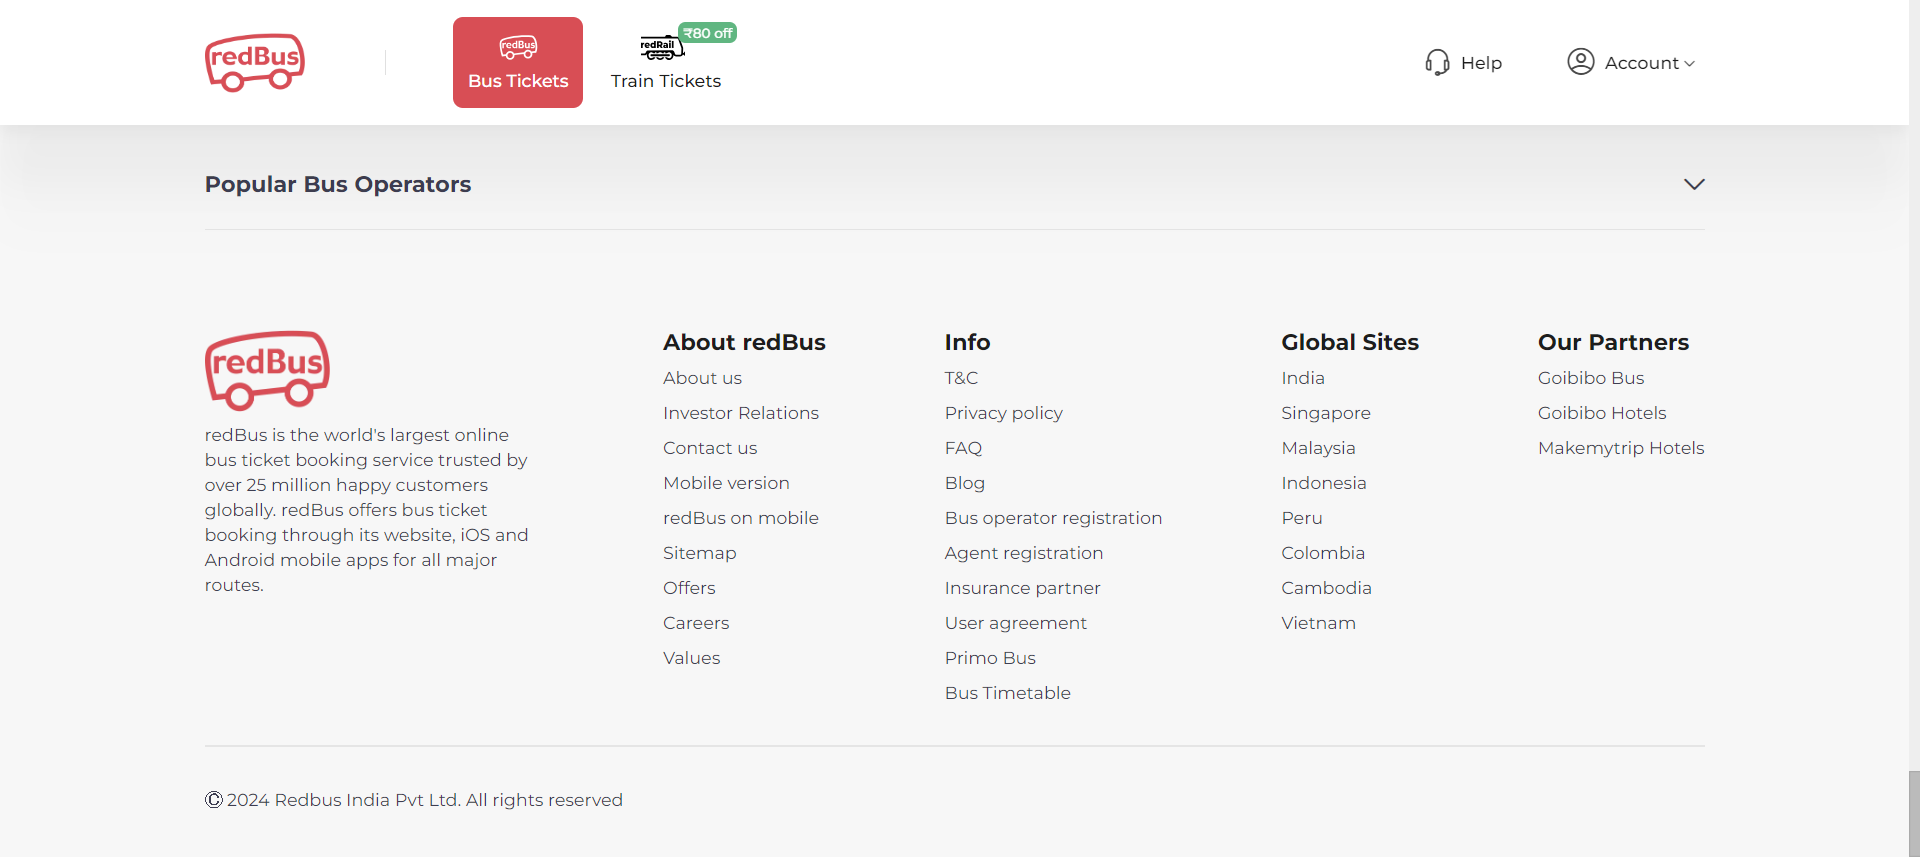 redBus
redBus
Bus Tickets
redRail
₹80 off
Train Tickets
Help
Account
Popular Bus Operators
redBus
redBus is the world's largest online
bus ticket booking service trusted by
over 25 million happy customers
globally. redBus offers bus ticket
booking through its website, iOS and
Android mobile apps for all major
routes.
About redBus
About us
Investor Relations
Contact us
Mobile version
redBus on mobile
Sitemap
Offers
Careers
Values
Info
T&C
Privacy policy
FAQ
Blog
Bus operator registration
Agent registration
Insurance partner
User agreement
Primo Bus
Bus Timetable
Global Sites
India
Singapore
Malaysia
Indonesia
Peru
Colombia
Cambodia
Vietnam
Our Partners
Goibibo Bus
Goibibo Hotels
Makemytrip Hotels
© 2024 Redbus India Pvt Ltd. All rights reserved